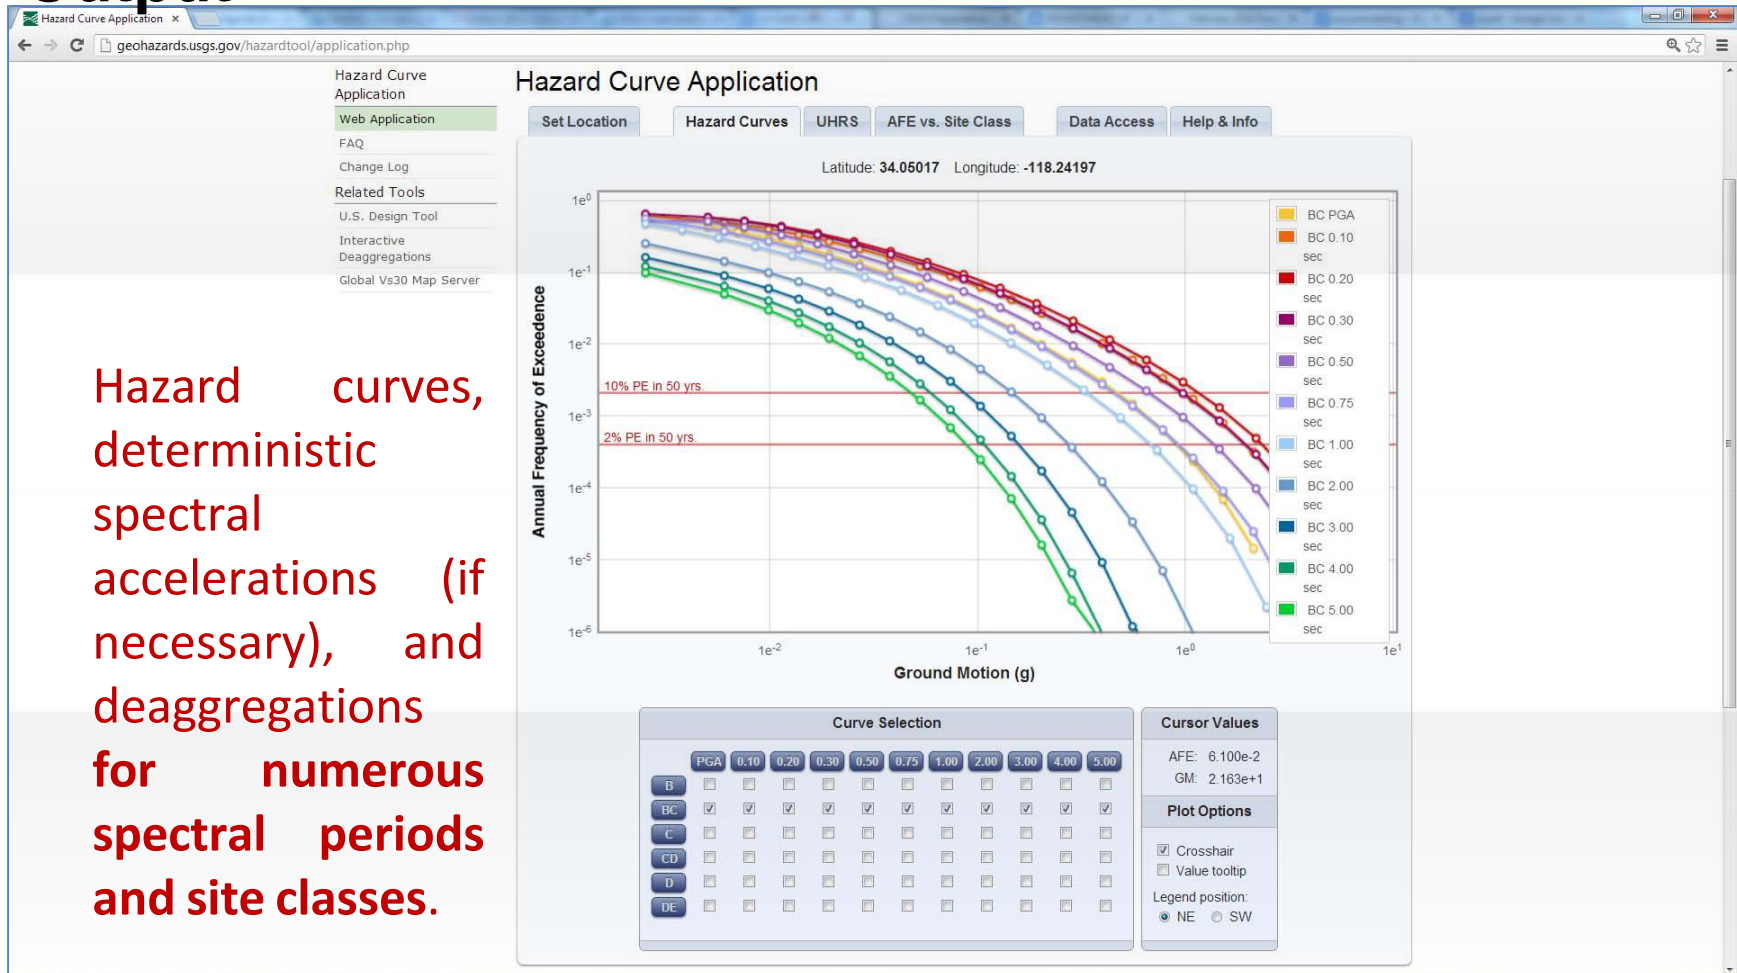 Output
Hazard Curve Application
geohazards.usgs.gov/hazardtool/application.php
Hazard Curve
Application
Web Application
FAQ
Change Log
Related Tools
U.S. Design Tool
Interactive
Deaggregations
Global Vs30 Map Server
Hazard curves,
deterministic
spectral
accelerations (if
necessary), and
deaggregations
for numerous
spectral periods
and site classes.
Hazard Curve Application
Set Location Hazard Curves UHRS AFE vs. Site Class Data Access Help & Info
Latitude: 34.05017 Longitude: -118.24197
Annual Frequency of Exceedence
1e0
1e-1
1e-2
1e-3
1e-4
1e-5
1e-6
10% PE in 50 yrs.
2% PE in 50 yrs.
1e-2 1e-1 1e0 1e1
Ground Motion (g)
BC PGA
BC 0.10
sec
BC 0.20
sec
BC 0.30
sec
BC 0.50
sec
BC 0.75
sec
BC 1.00
sec
BC 2.00
sec
BC 3.00
sec
BC 4.00
sec
BC 5.00
sec
Curve Selection
PGA 0.10 0.20 0.30 0.50 0.75 1.00 2.00 3.00 4.00 5.00
B
BC
C
CD
D
DE
Cursor Values
AFE: 6.100e-2
GM: 2.163e+1
Plot Options
Crosshair
Value tooltip
Legend position:
NE SW